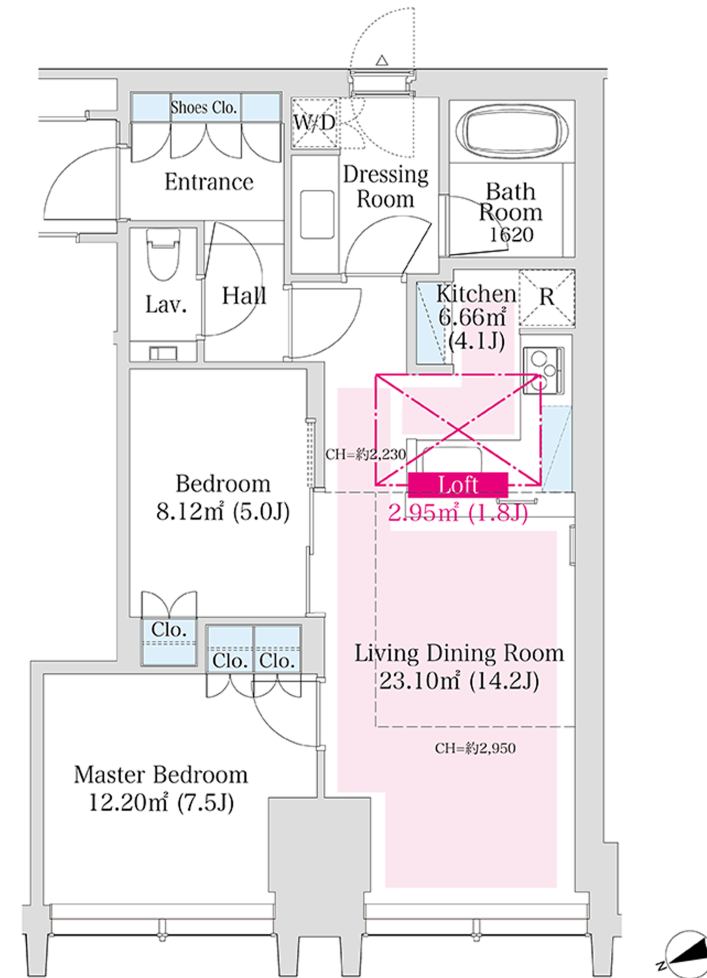 Shoes Clo.
W/D
Entrance
Dressing
Room
Bath
Room
1620
Lav.
Hall
Kitchen
6.66㎡
(4.1J)
R
CH=約2,230
Loft
2.95㎡ (1.8J)
Bedroom
8.12㎡ (5.0J)
Clo.
Clo.
Clo.
Living Dining Room
23.10㎡ (14.2J)
CH=約2,950
Master Bedroom
12.20㎡ (7.5J)
N